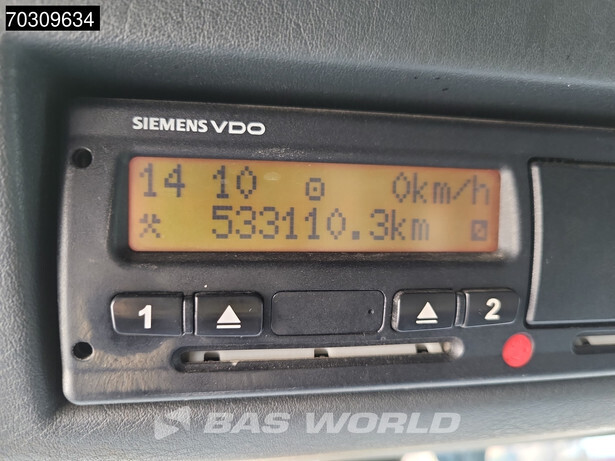 70309634
SIEMENS VDO
14 10 0km/h
533110.3km
1 2
BAS WORLD